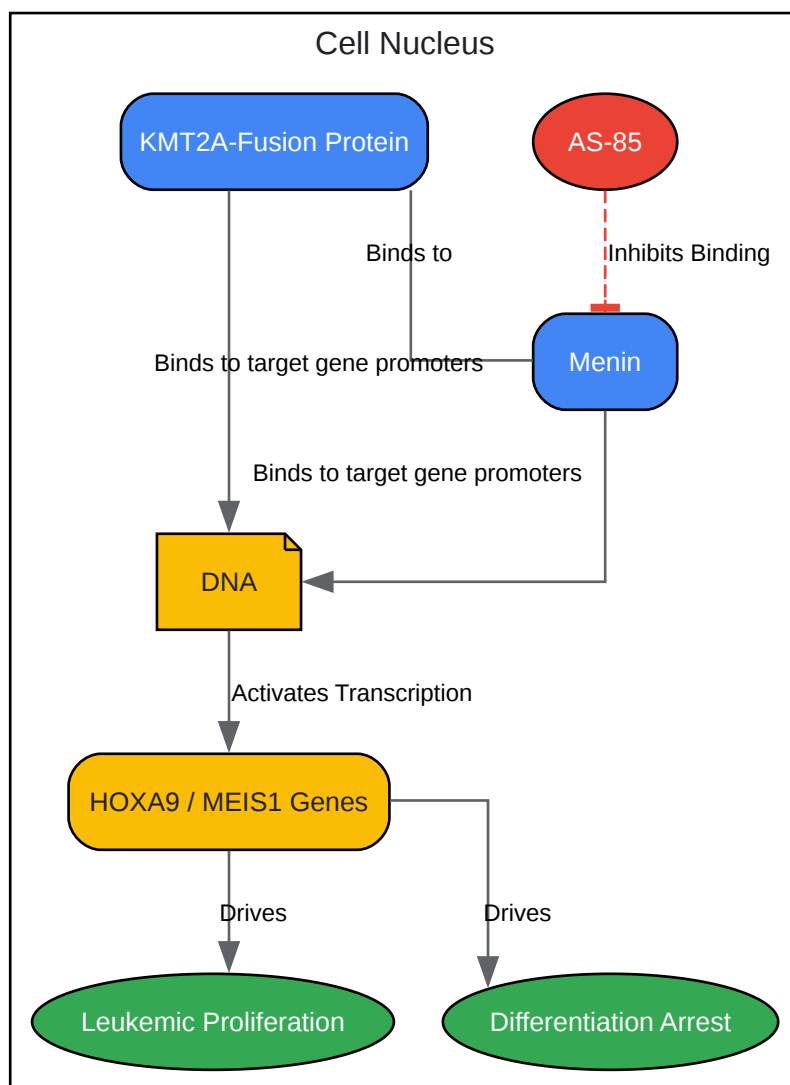 Cell Nucleus
KMT2A-Fusion Protein
AS-85
Binds to
Inhibits Binding
Binds to target gene promoters
Menin
Binds to target gene promoters
DNA
Activates Transcription
HOXA9 / MEIS1 Genes
Drives
Drives
Leukemic Proliferation
Differentiation Arrest